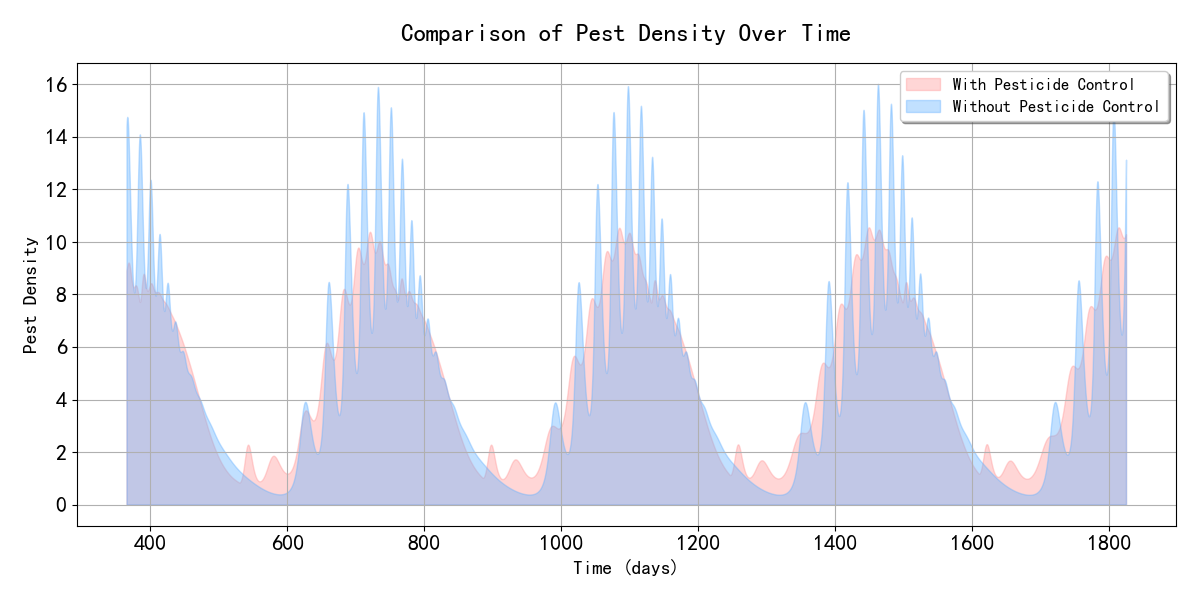 Comparison of Pest Density Over Time
With Pesticide Control
Without Pesticide Control
Pest Density
16
14
12
10
8
6
4
2
0
400 600 800 1000 1200 1400 1600 1800
Time (days)